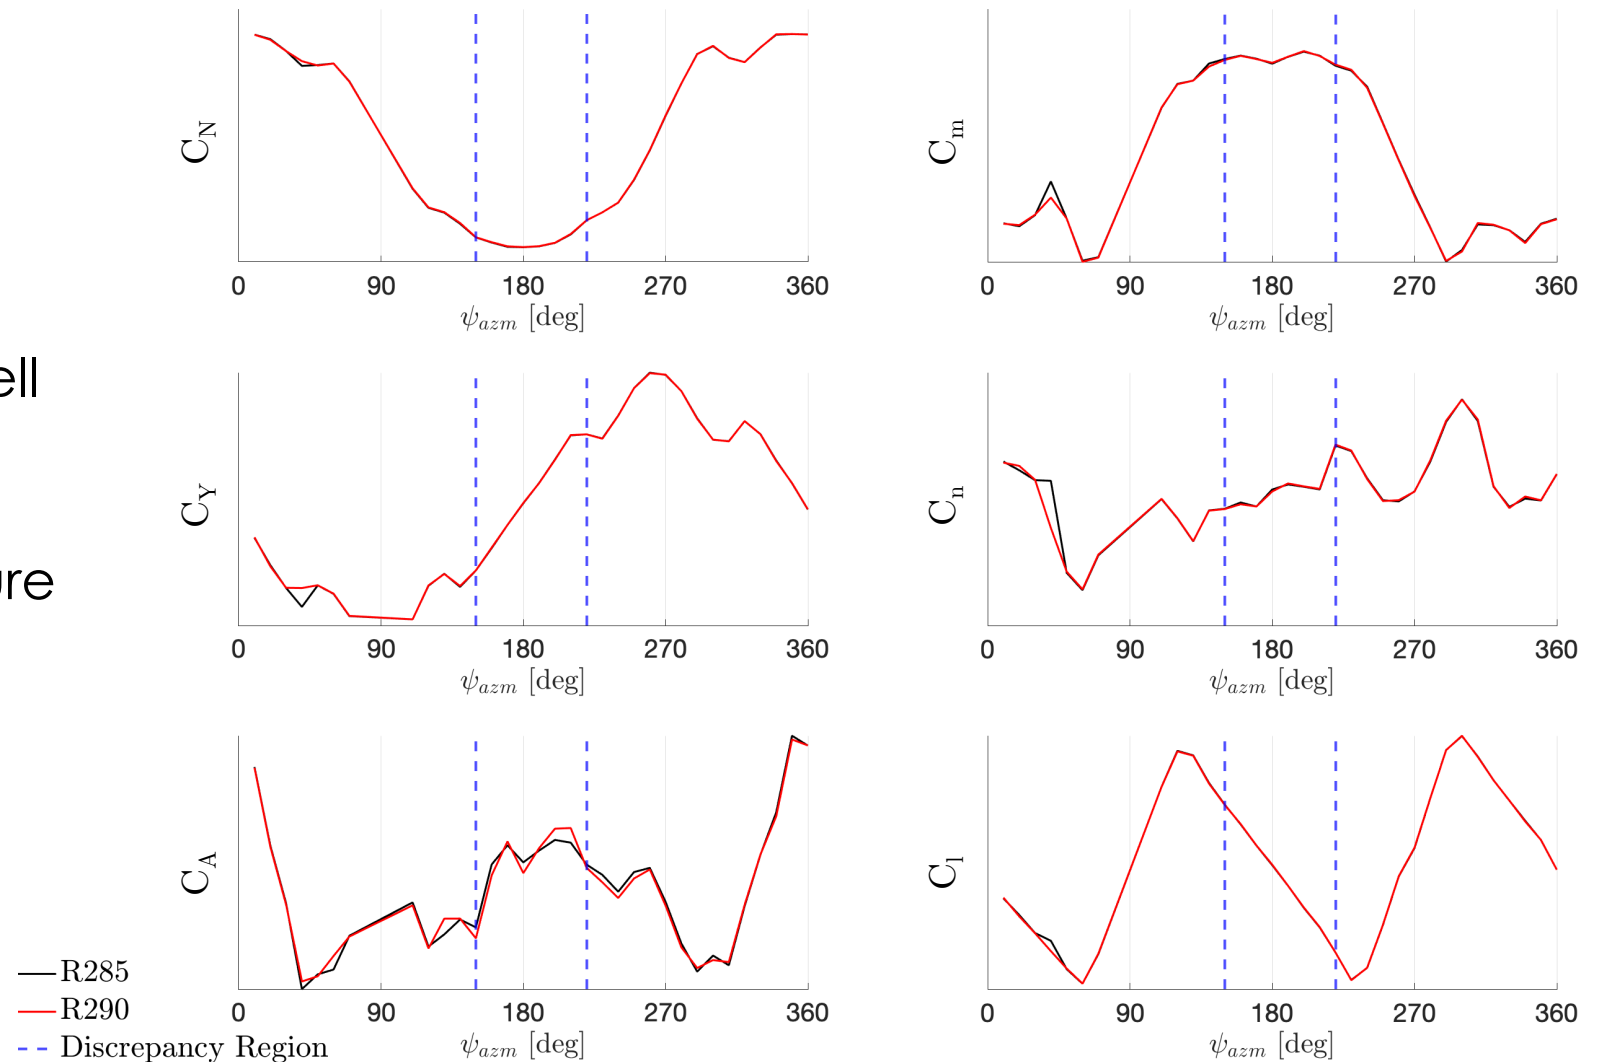 C_N
0 90 180 270 360
ψ_azm [deg]
C_m
0 90 180 270 360
ψ_azm [deg]
ell
C_Y
0 90 180 270 360
ψ_azm [deg]
C_n
0 90 180 270 360
ψ_azm [deg]
ure
C_A
0 90 180 270 360
ψ_azm [deg]
C_l
0 90 180 270 360
ψ_azm [deg]
R285
R290
Discrepancy Region